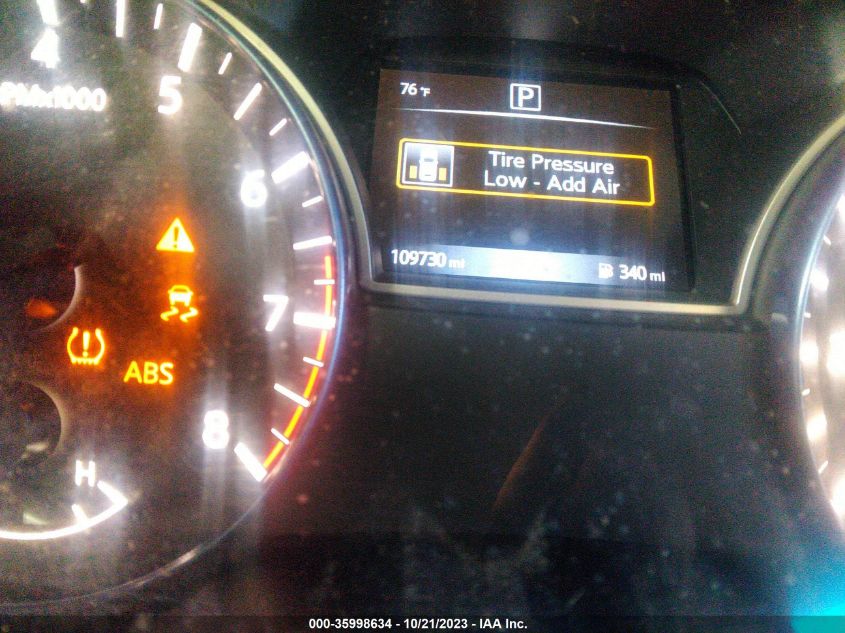 4
5
6
7
8
H
ABS
76 °F
P
Tire Pressure
Low - Add Air
109730 mi
340 mi
000-35998634 - 10/21/2023 - IAA Inc.